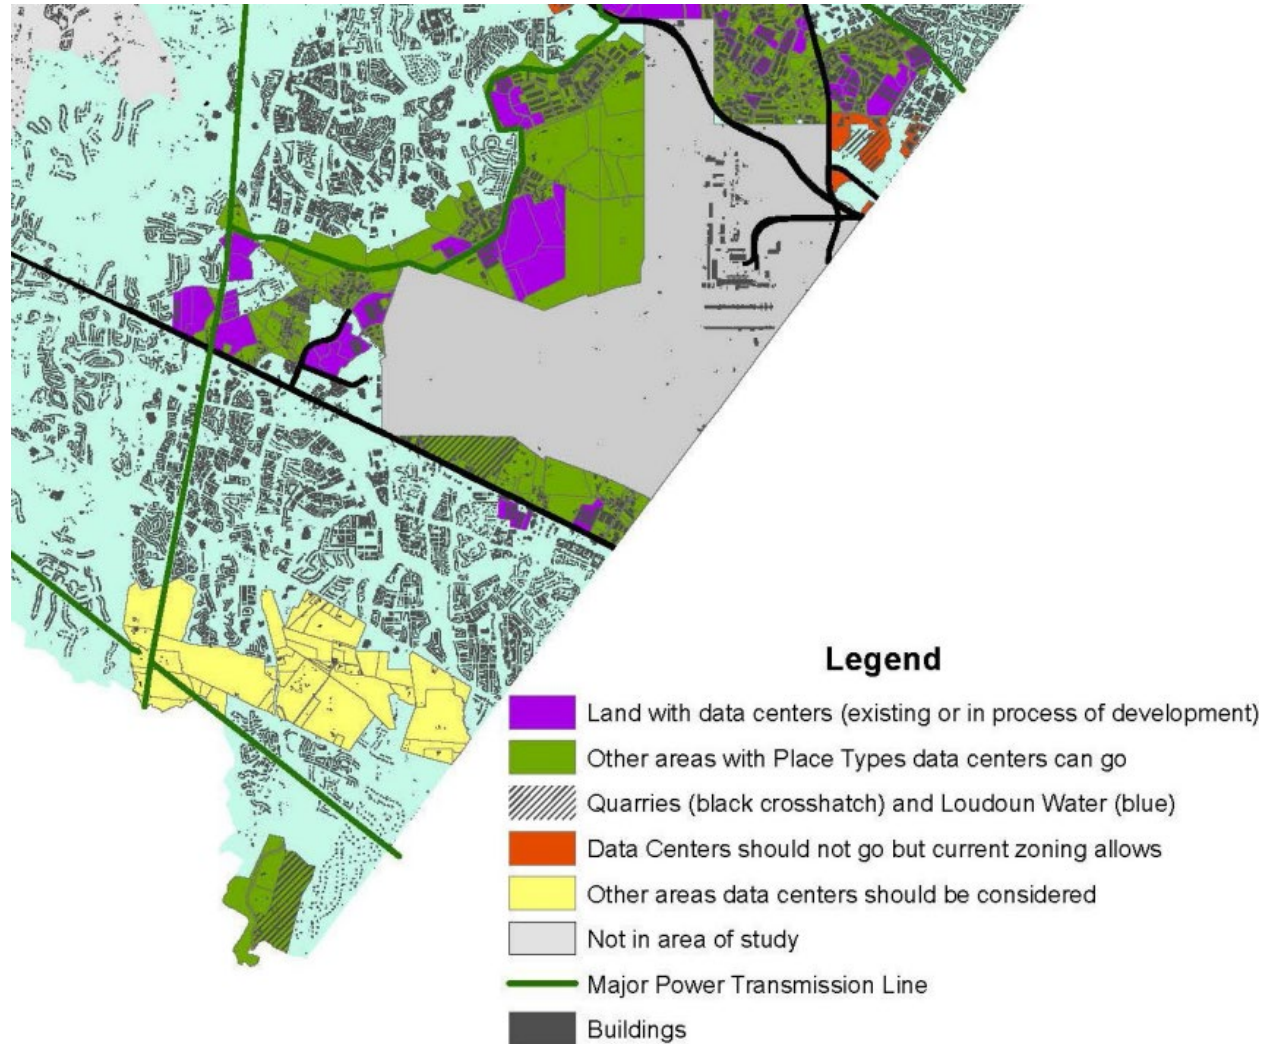 Legend
Land with data centers (existing or in process of development)
Other areas with Place Types data centers can go
Quarries (black crosshatch) and Loudoun Water (blue)
Data Centers should not go but current zoning allows
Other areas data centers should be considered
Not in area of study
Major Power Transmission Line
Buildings